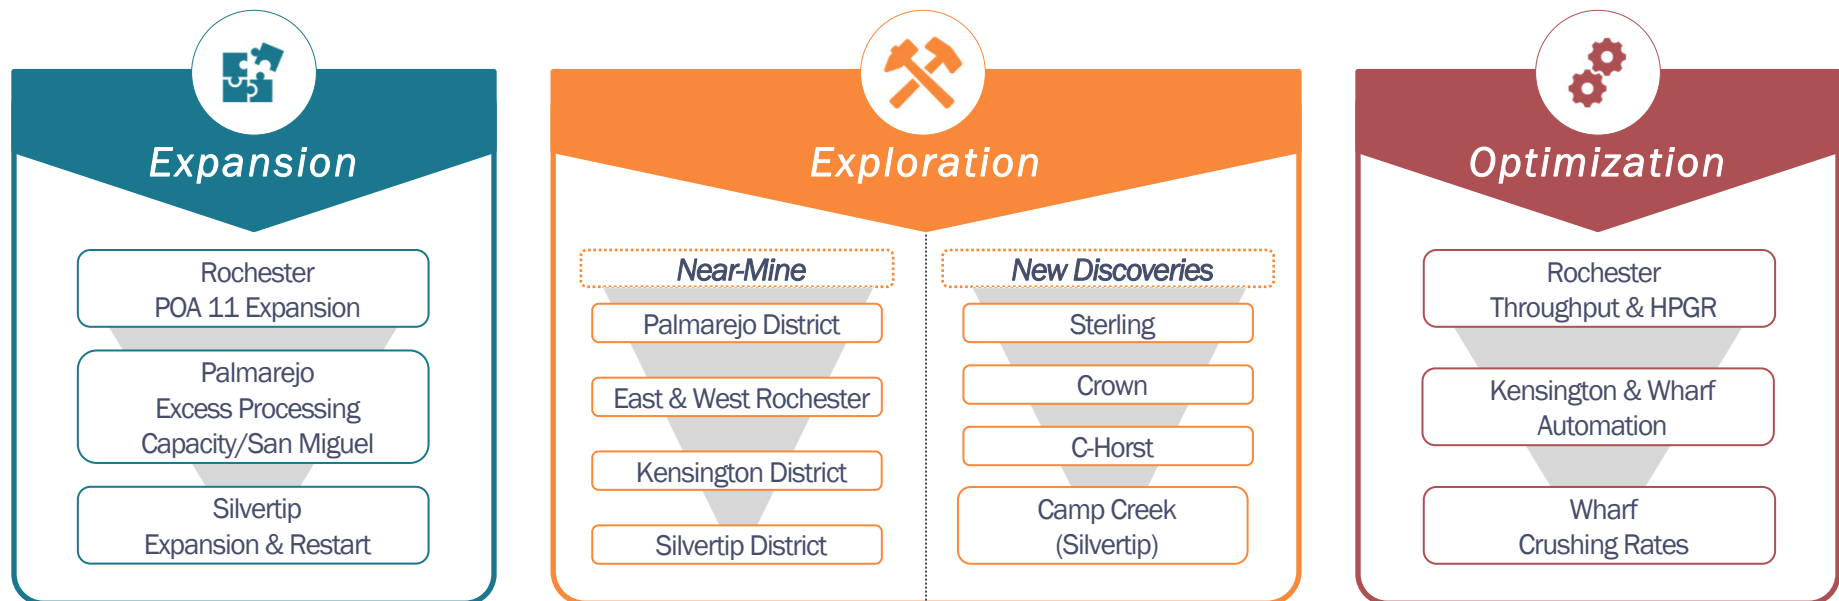 Expansion
Rochester
POA 11 Expansion
Palmarejo
Excess Processing
Capacity/San Miguel
Silvertip
Expansion & Restart
Exploration
Near-Mine
Palmarejo District
East & West Rochester
Kensington District
Silvertip District
New Discoveries
Sterling
Crown
C-Horst
Camp Creek
(Silvertip)
Optimization
Rochester
Throughput & HPGR
Kensington & Wharf
Automation
Wharf
Crushing Rates